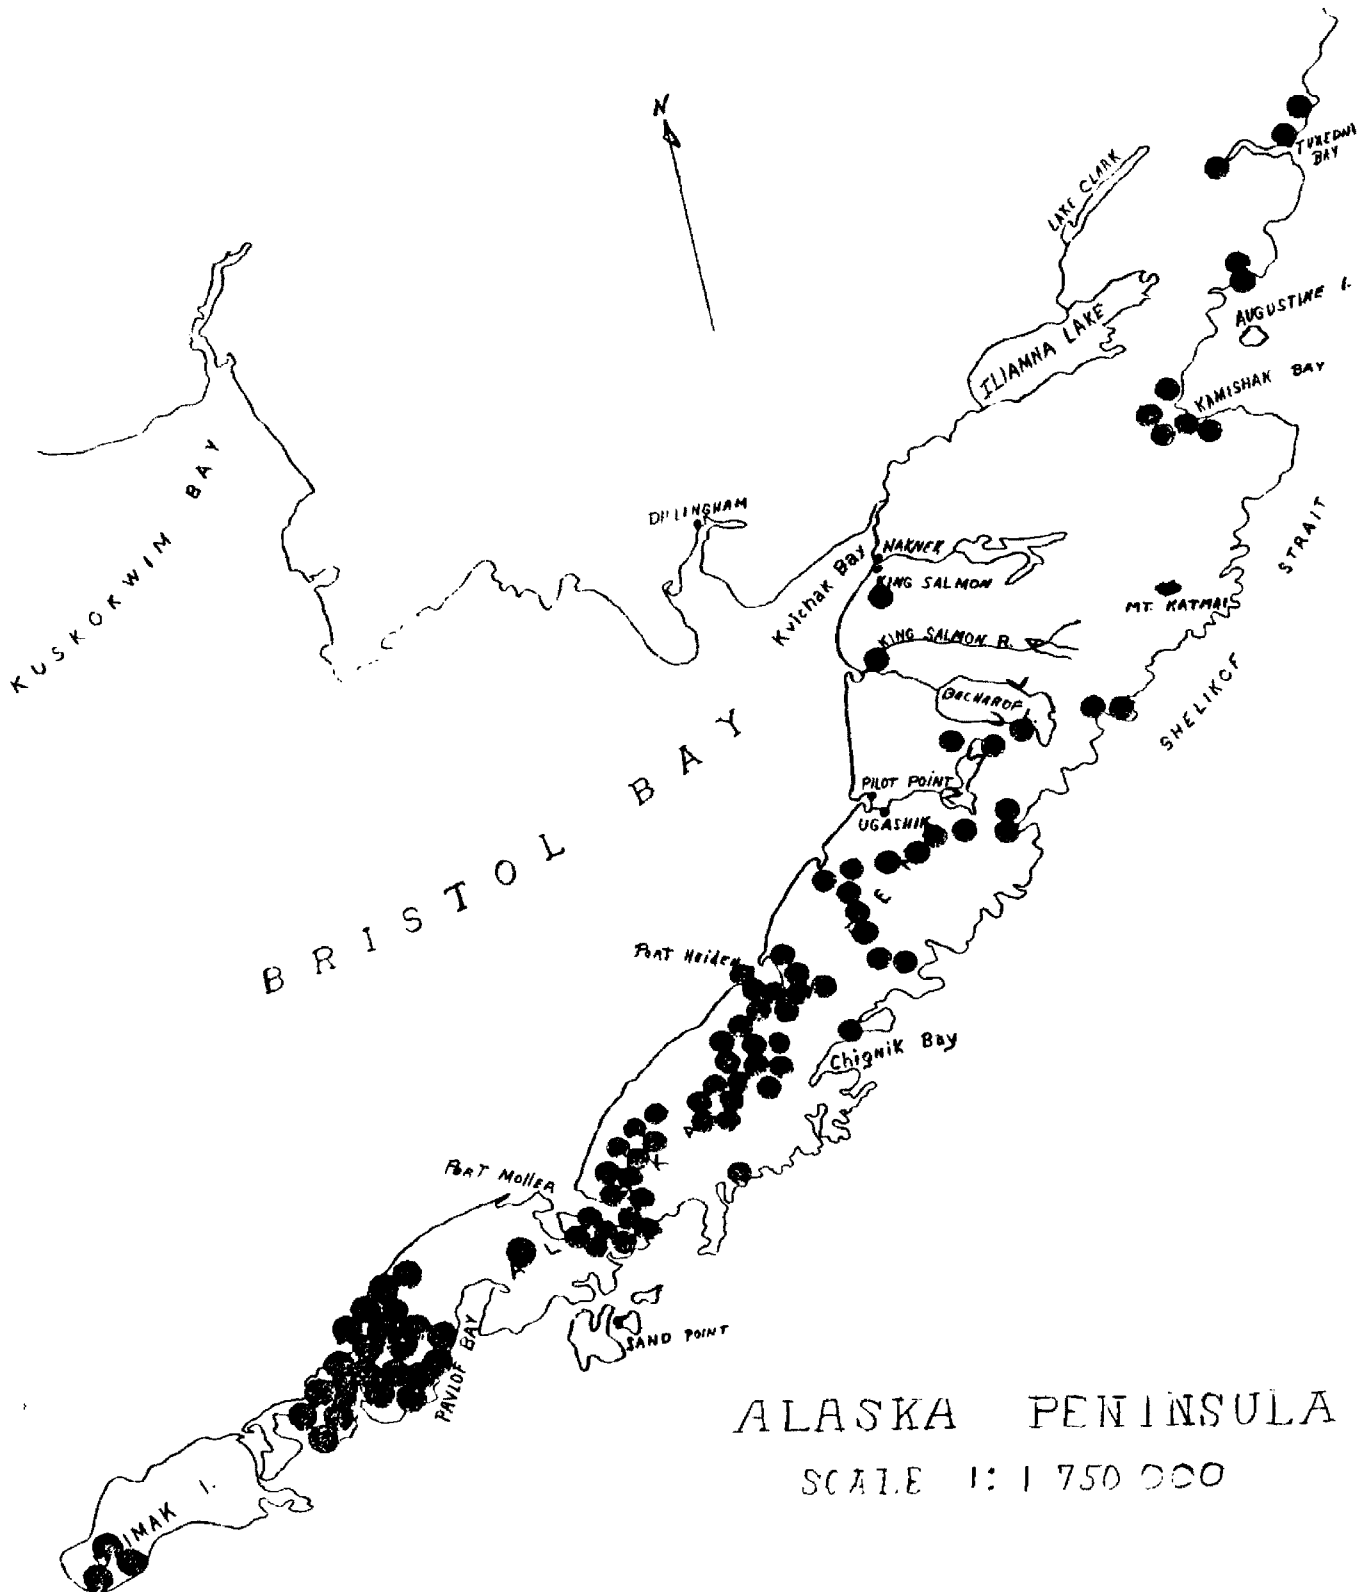 N
TUXEDNI
BAY
LAKE CLARK
AUGUSTINE I.
ILIAMNA LAKE
KAMISHAK BAY
KUSKOKWIM BAY
DILLINGHAM
Kvichak Bay
NAKNEK
KING SALMON
STRAIT
MT. KATMAI
KING SALMON R.
SHELIKOF
BECHAROF
BRISTOL BAY
PILOT POINT
UGASHIK
PORT Heiden
Chignik Bay
PORT MOLLER
SAND POINT
PAVLOF BAY
ALASKA PENINSULA
SCALE 1: 1 750 000
IMAK I.